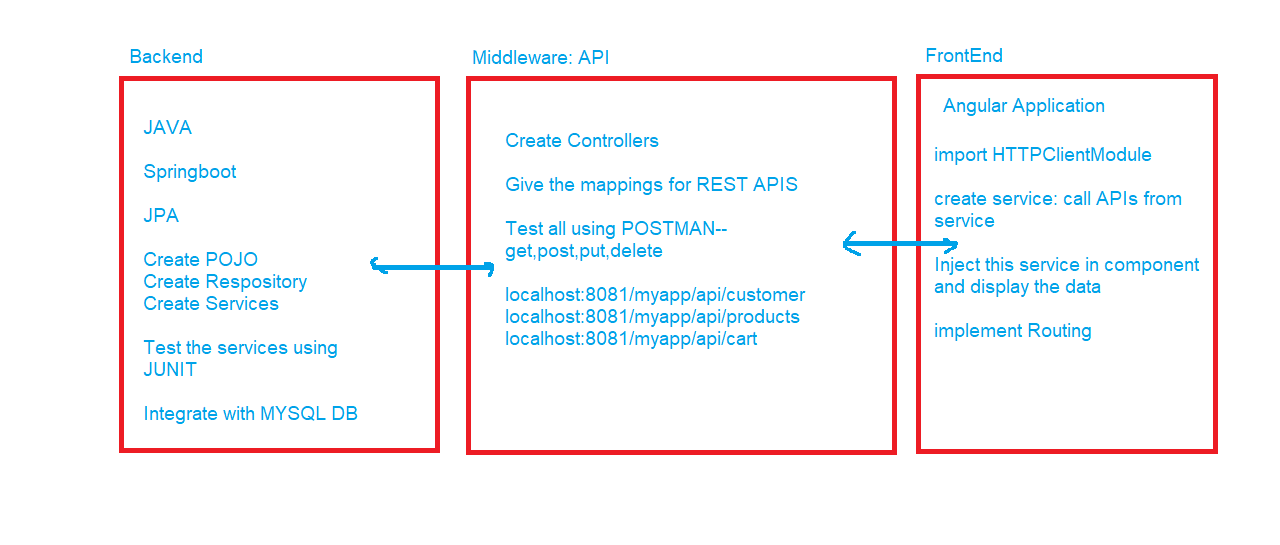 Backend
JAVA
Springboot
JPA
Create POJO
Create Respository
Create Services
Test the services using
JUNIT
Integrate with MYSQL DB
Middleware: API
Create Controllers
Give the mappings for REST APIS
Test all using POSTMAN--
get,post,put,delete
localhost:8081/myapp/api/customer
localhost:8081/myapp/api/products
localhost:8081/myapp/api/cart
FrontEnd
Angular Application
import HTTPClientModule
create service: call APIs from
service
Inject this service in component
and display the data
implement Routing